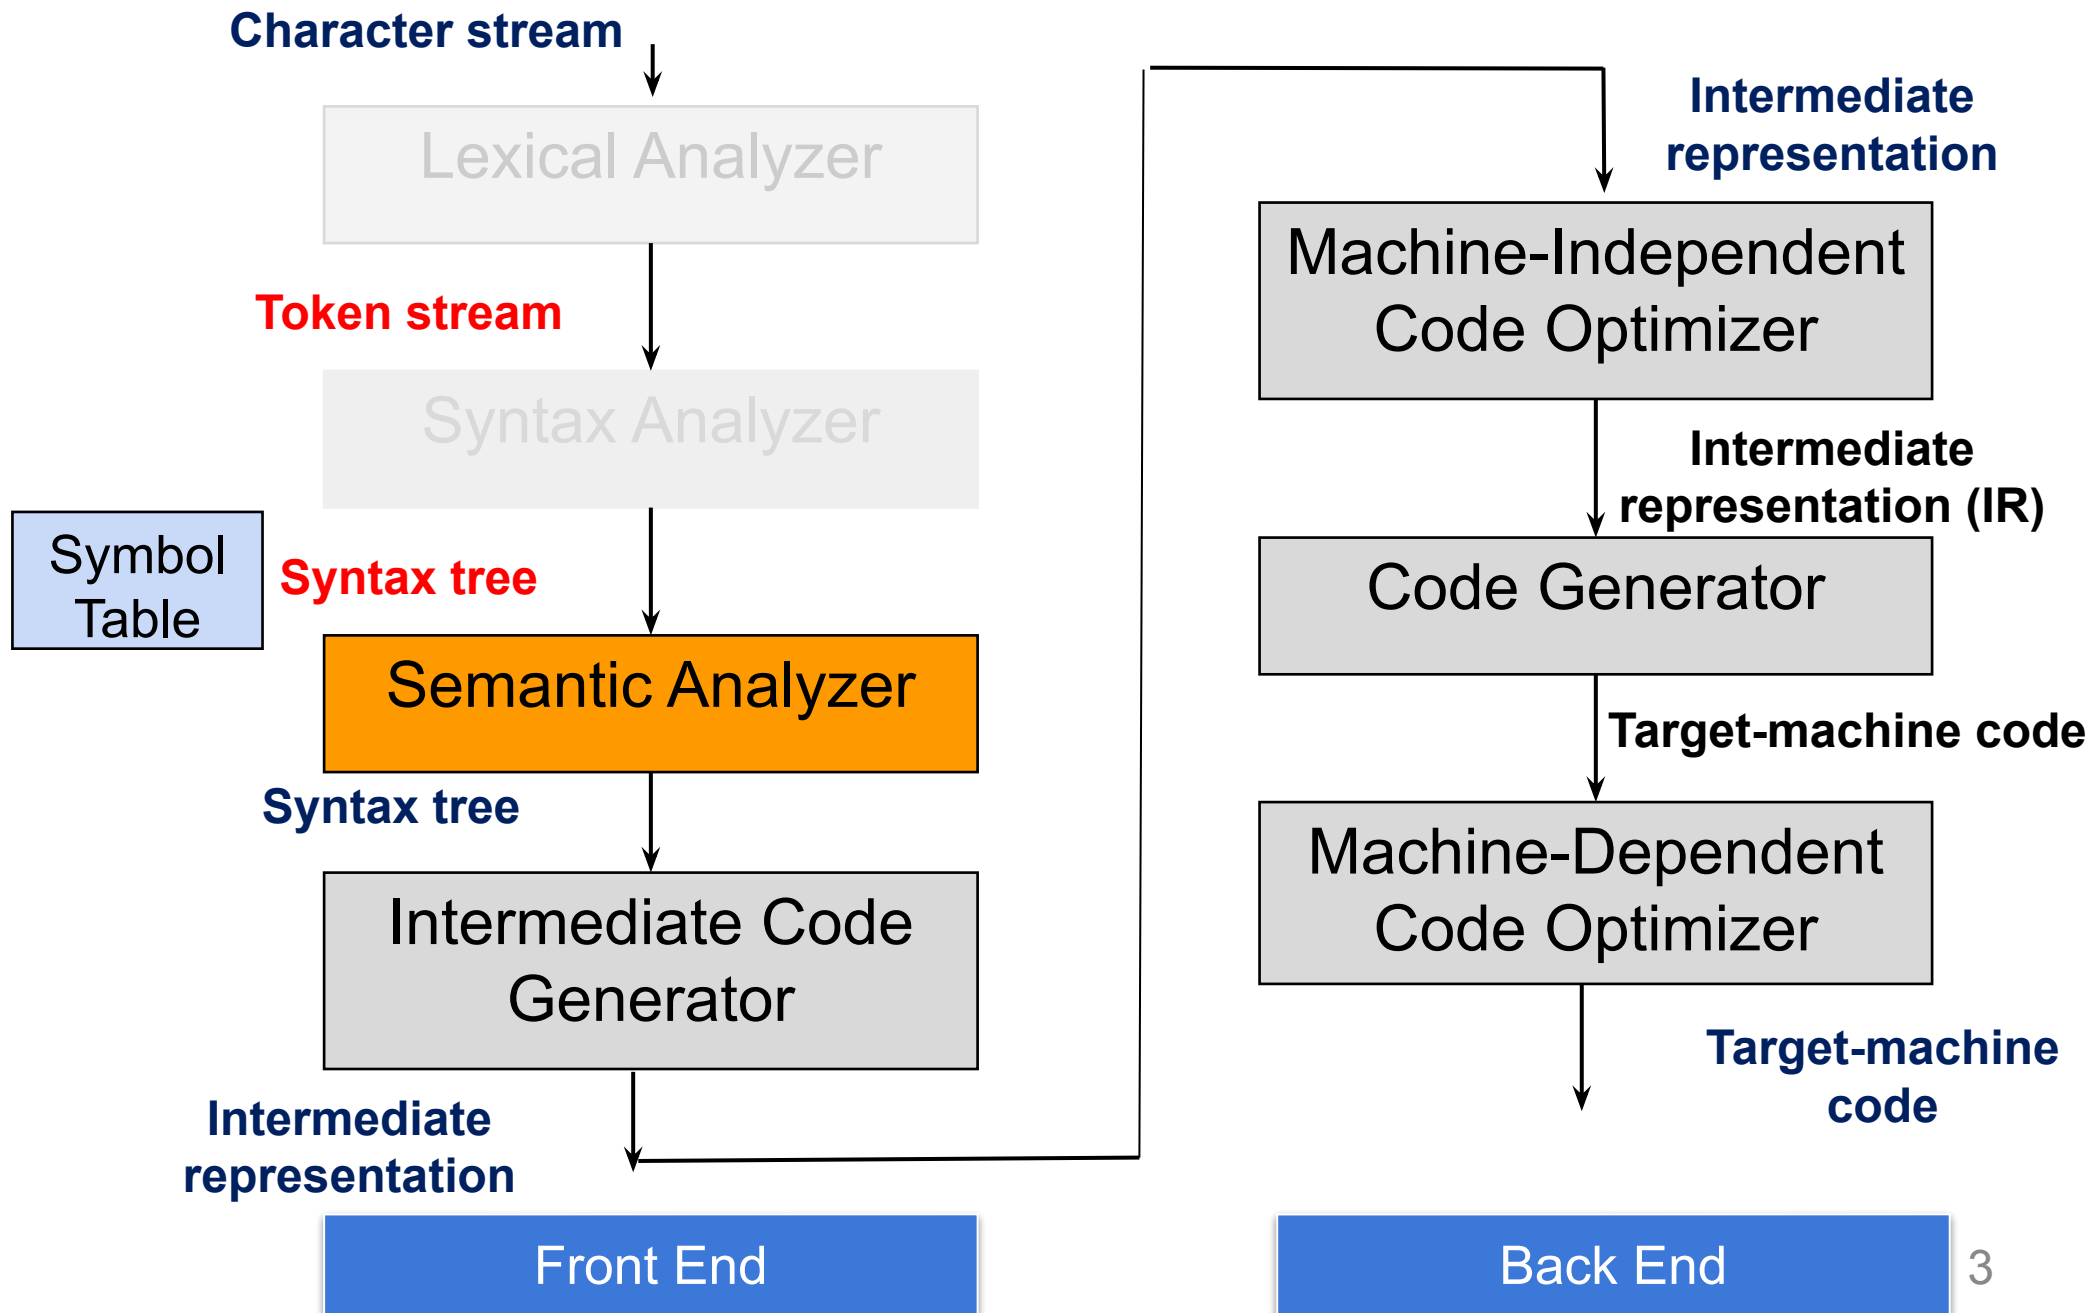 Character stream
Lexical Analyzer
Token stream
Syntax Analyzer
Symbol
Table
Syntax tree
Semantic Analyzer
Syntax tree
Intermediate Code
Generator
Intermediate
representation
Front End
Intermediate
representation
Machine-Independent
Code Optimizer
Intermediate
representation (IR)
Code Generator
Target-machine code
Machine-Dependent
Code Optimizer
Target-machine
code
Back End
3